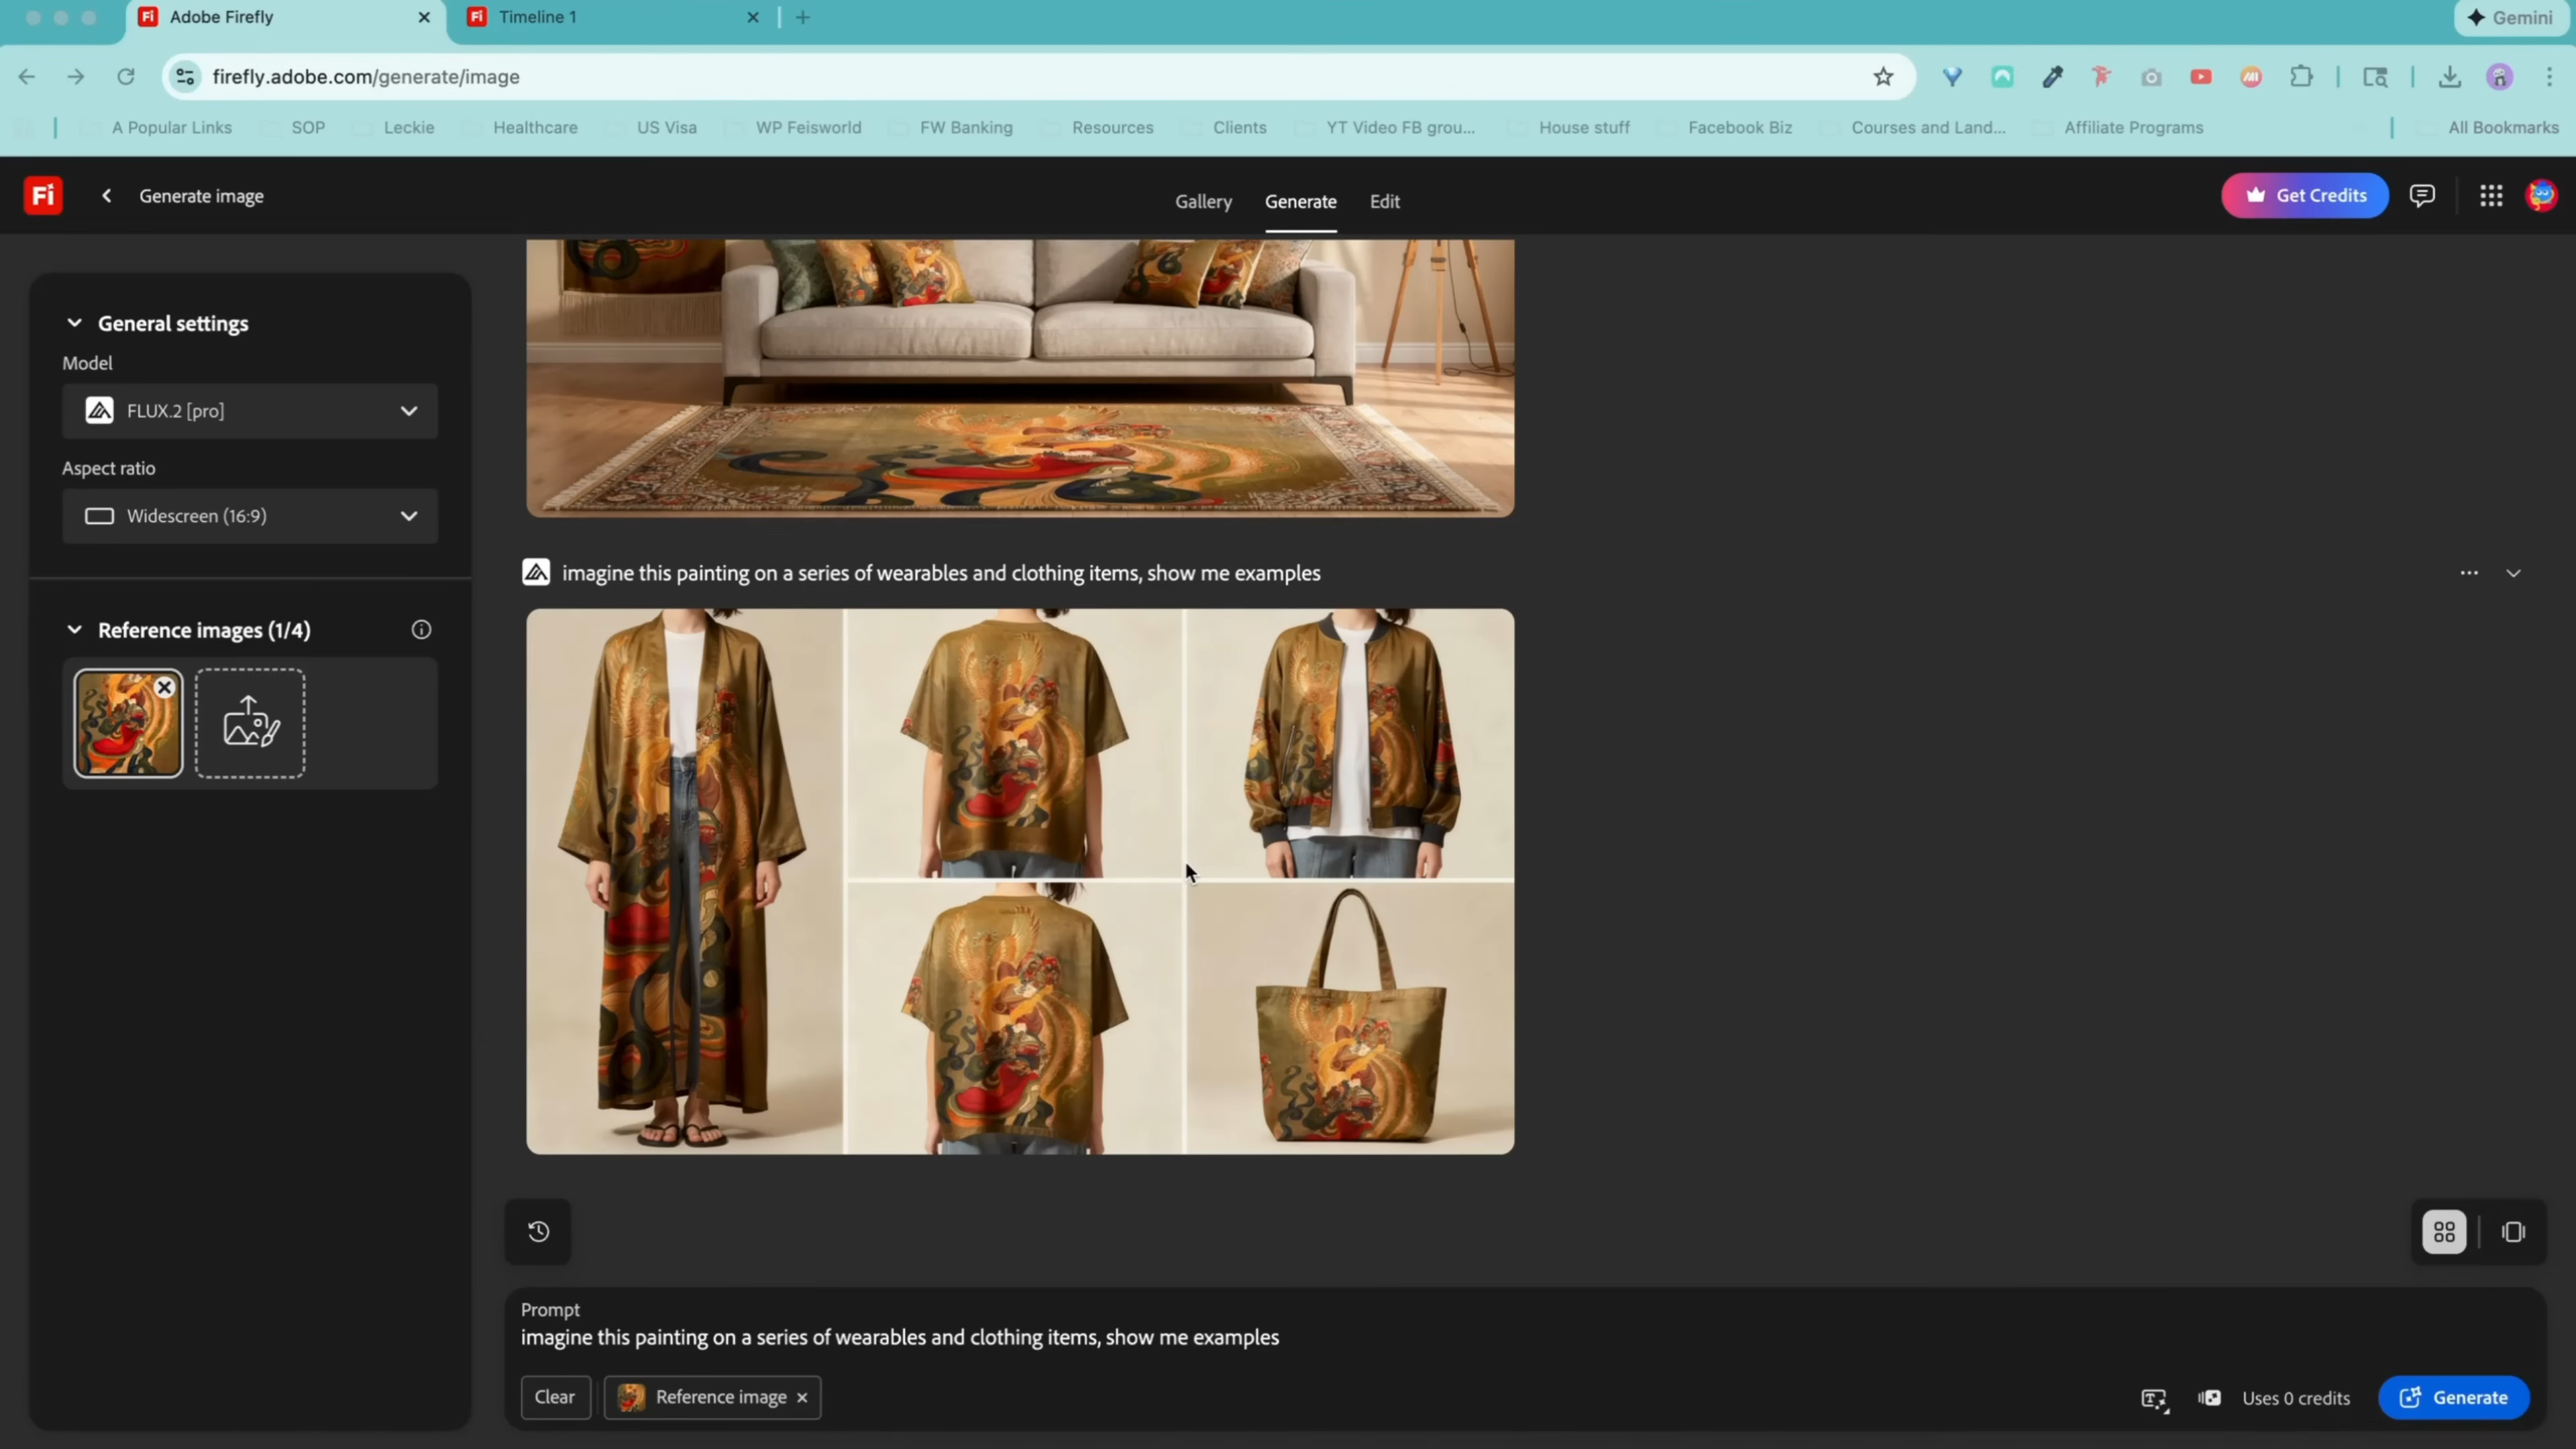 Fi Adobe Firefly
Fi Timeline 1
Gemini
firefly.adobe.com/generate/image
A Popular Links
SOP
Leckie
Healthcare
US Visa
WP Feisworld
FW Banking
Resources
Clients
YT Video FB grou...
House stuff
Facebook Biz
Courses and Land...
Affiliate Programs
All Bookmarks
Fi
Generate image
Gallery
Generate
Edit
Get Credits
General settings
Model
FLUX.2 [pro]
Aspect ratio
Widescreen (16:9)
Reference images (1/4)
imagine this painting on a series of wearables and clothing items, show me examples
Prompt
imagine this painting on a series of wearables and clothing items, show me examples
Clear
Reference image
Uses 0 credits
Generate